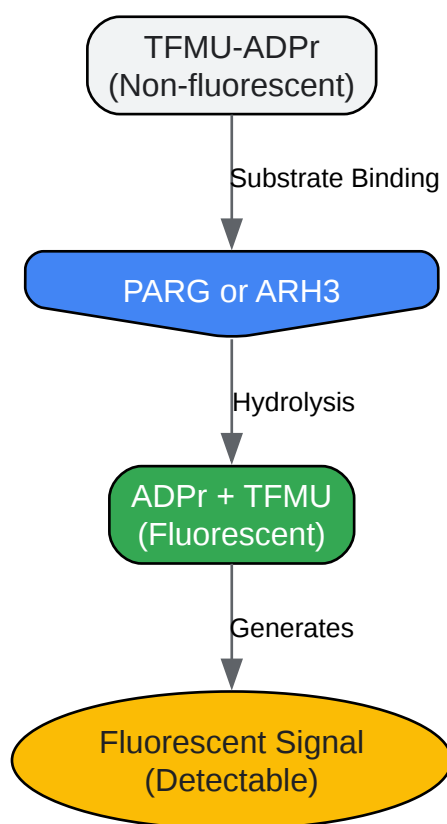 TFMU-ADPr
(Non-fluorescent)
Substrate Binding
PARG or ARH3
Hydrolysis
ADPr + TFMU
(Fluorescent)
Generates
Fluorescent Signal
(Detectable)